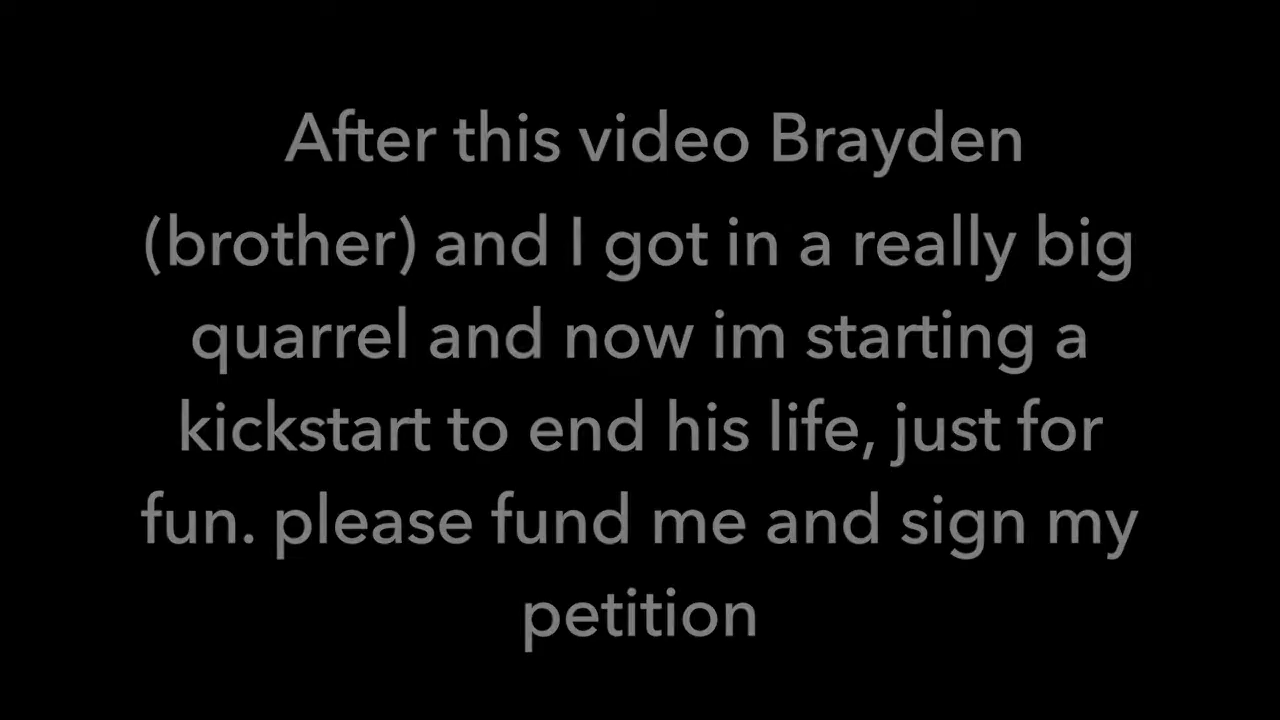 After this video Brayden
(brother) and I got in a really big
quarrel and now im starting a
kickstart to end his life, just for
fun. please fund me and sign my
petition